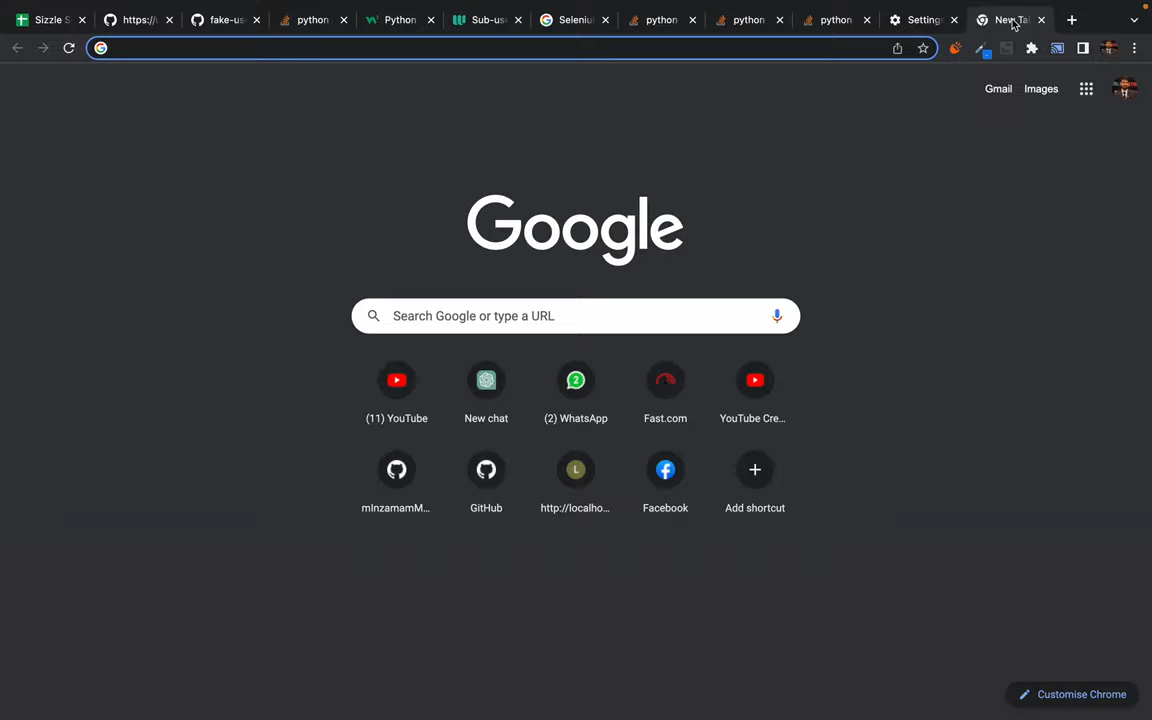 Sizzle S
https://
fake-us
python
Python
Sub-us
Seleniu
python
python
python
Settings
New Ta
Gmail
Images
Google
Search Google or type a URL
2
(11) YouTube
New chat
(2) WhatsApp
Fast.com
YouTube Cre...
L
mInzamamM...
GitHub
http://localho...
Facebook
Add shortcut
Customise Chrome